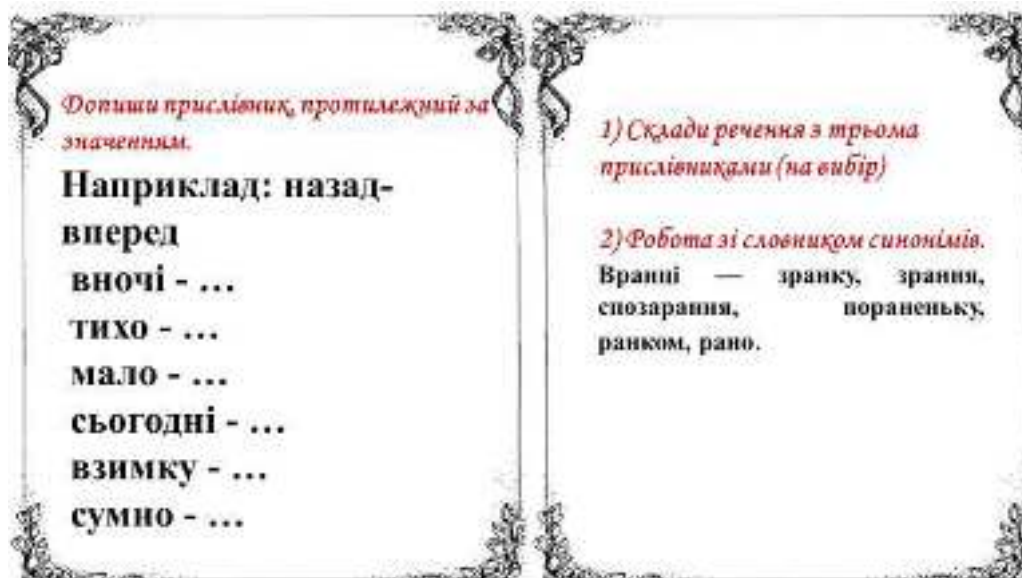 Допиши прислівник, протилежний за
значенням.
Наприклад: назад-
вперед
вночі - ...
тихо - ...
мало - ...
сьогодні - ...
взимку - ...
сумно - ...
1) Склади речення з трьома
прислівниками (на вибір)
2) Робота зі словником синонімів.
Вранці — зранку, зрання,
спозарання, пораненьку,
ранком, рано.